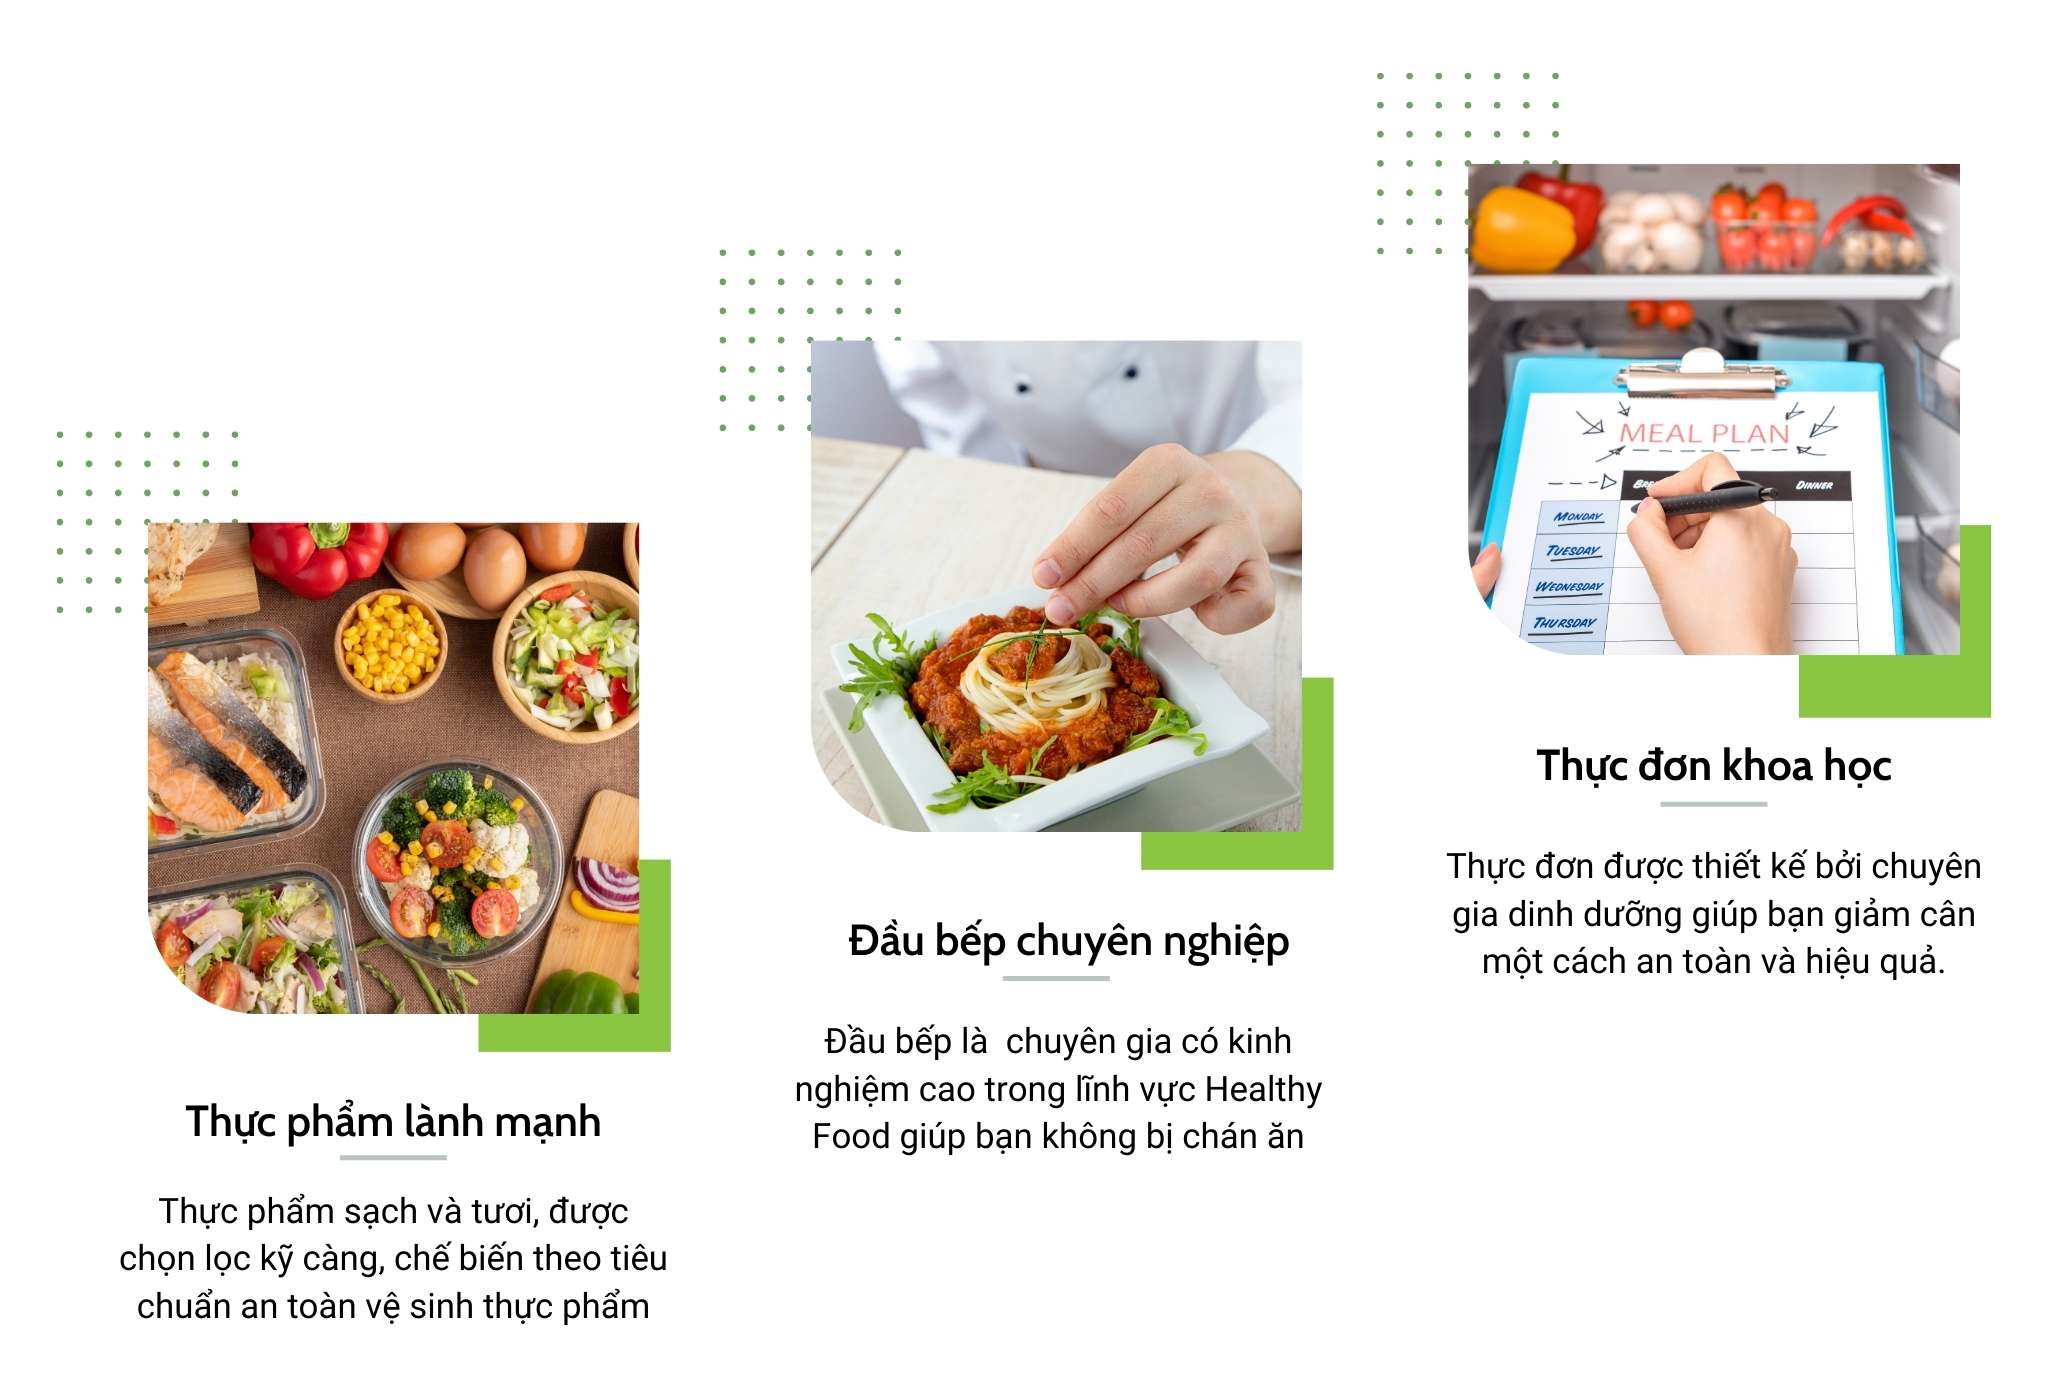 MEAL PLAN
DINNER
MONDAY
TUESDAY
WEDNESDAY
THURSDAY
Thực phẩm lành mạnh
Thực phẩm sạch và tươi, được
chọn lọc kỹ càng, chế biến theo tiêu
chuẩn an toàn vệ sinh thực phẩm
Đầu bếp chuyên nghiệp
Đầu bếp là  chuyên gia có kinh
nghiệm cao trong lĩnh vực Healthy
Food giúp bạn không bị chán ăn
Thực đơn khoa học
Thực đơn được thiết kế bởi chuyên
gia dinh dưỡng giúp bạn giảm cân
một cách an toàn và hiệu quả.